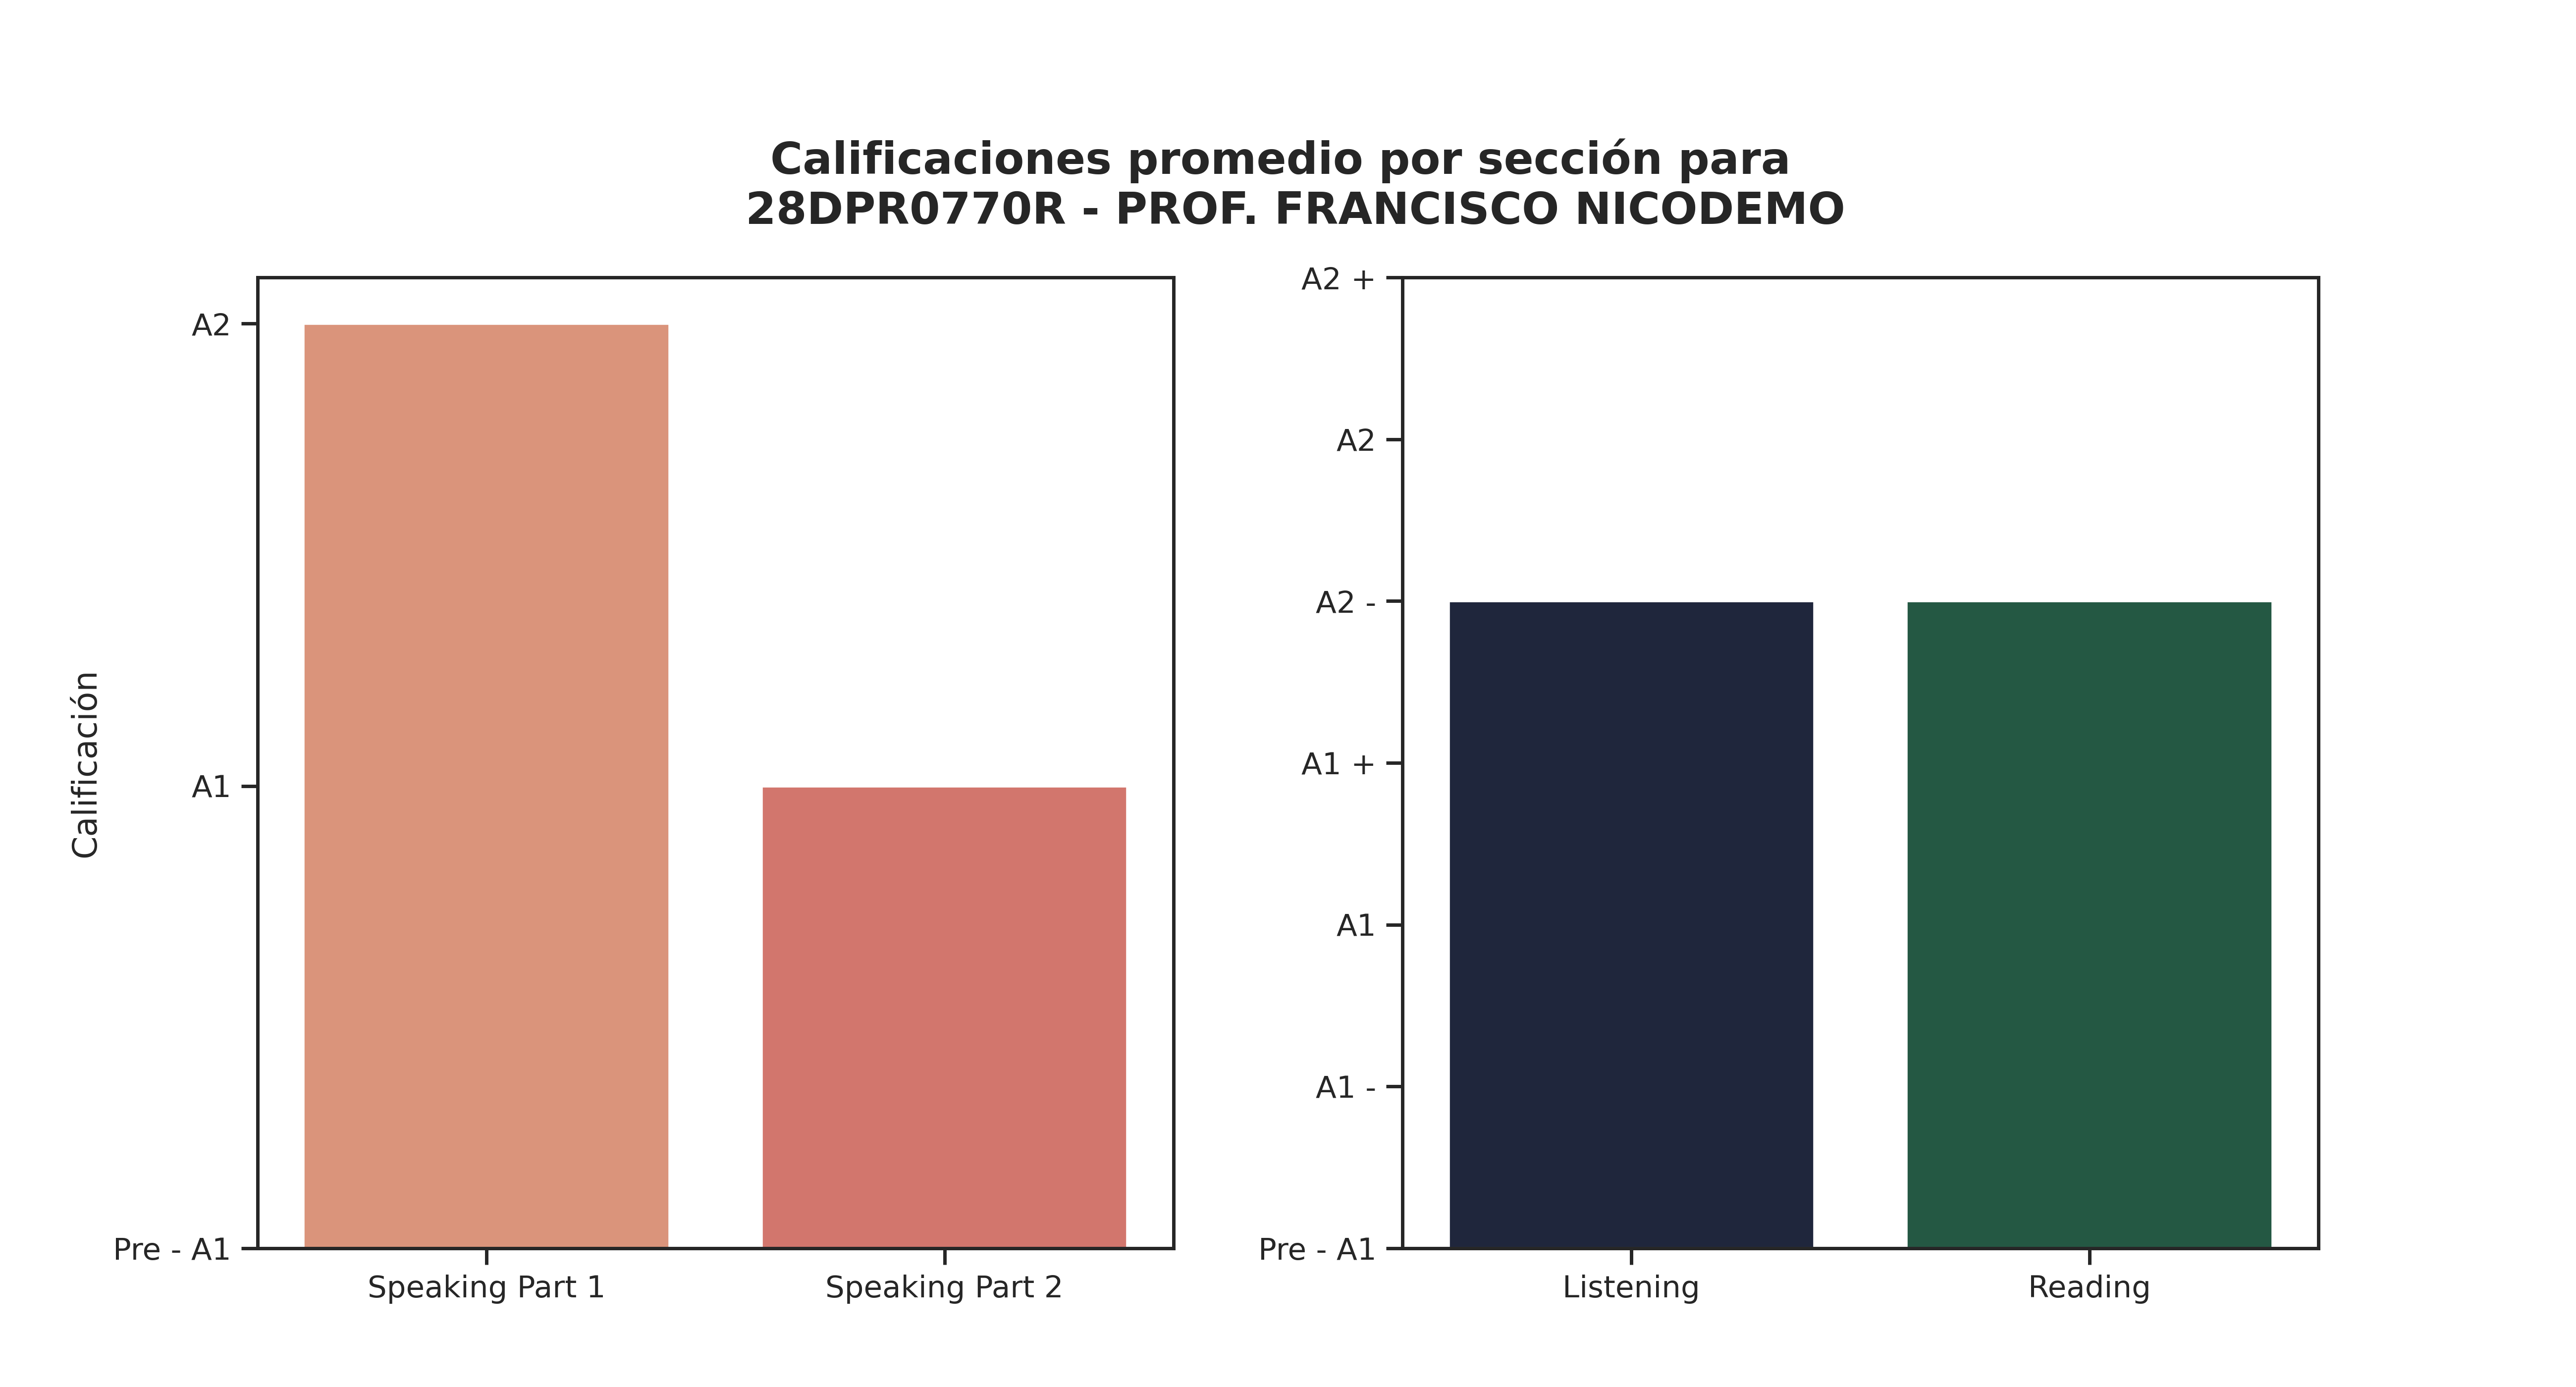 Calificaciones promedio por sección para
28DPR0770R - PROF. FRANCISCO NICODEMO
Calificación
A2
A1
Pre - A1
Speaking Part 1
Speaking Part 2
A2 +
A2
A2 -
A1 +
A1
A1 -
Pre - A1
Listening
Reading